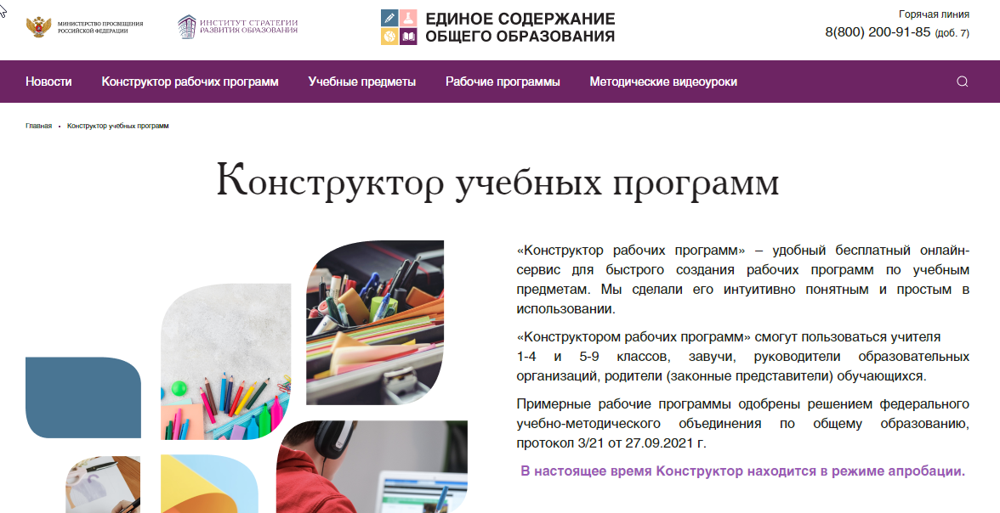 МИНИСТЕРСТВО ПРОСВЕЩЕНИЯ
РОССИЙСКОЙ ФЕДЕРАЦИИ
ИНСТИТУТ СТРАТЕГИИ
РАЗВИТИЯ ОБРАЗОВАНИЯ
ЕДИНОЕ СОДЕРЖАНИЕ
ОБЩЕГО ОБРАЗОВАНИЯ
Горячая линия
8(800) 200-91-85 (доб. 7)
Новости Конструктор рабочих программ Учебные предметы Рабочие программы Методические видеоуроки
Главная • Конструктор учебных программ
Конструктор учебных программ
«Конструктор рабочих программ» – удобный бесплатный онлайн-
сервис для быстрого создания рабочих программ по учебным
предметам. Мы сделали его интуитивно понятным и простым в
использовании.
«Конструктором рабочих программ» смогут пользоваться учителя
1-4 и 5-9 классов, завучи, руководители образовательных
организаций, родители (законные представители) обучающихся.
Примерные рабочие программы одобрены решением федерального
учебно-методического объединения по общему образованию,
протокол 3/21 от 27.09.2021 г.
В настоящее время Конструктор находится в режиме апробации.